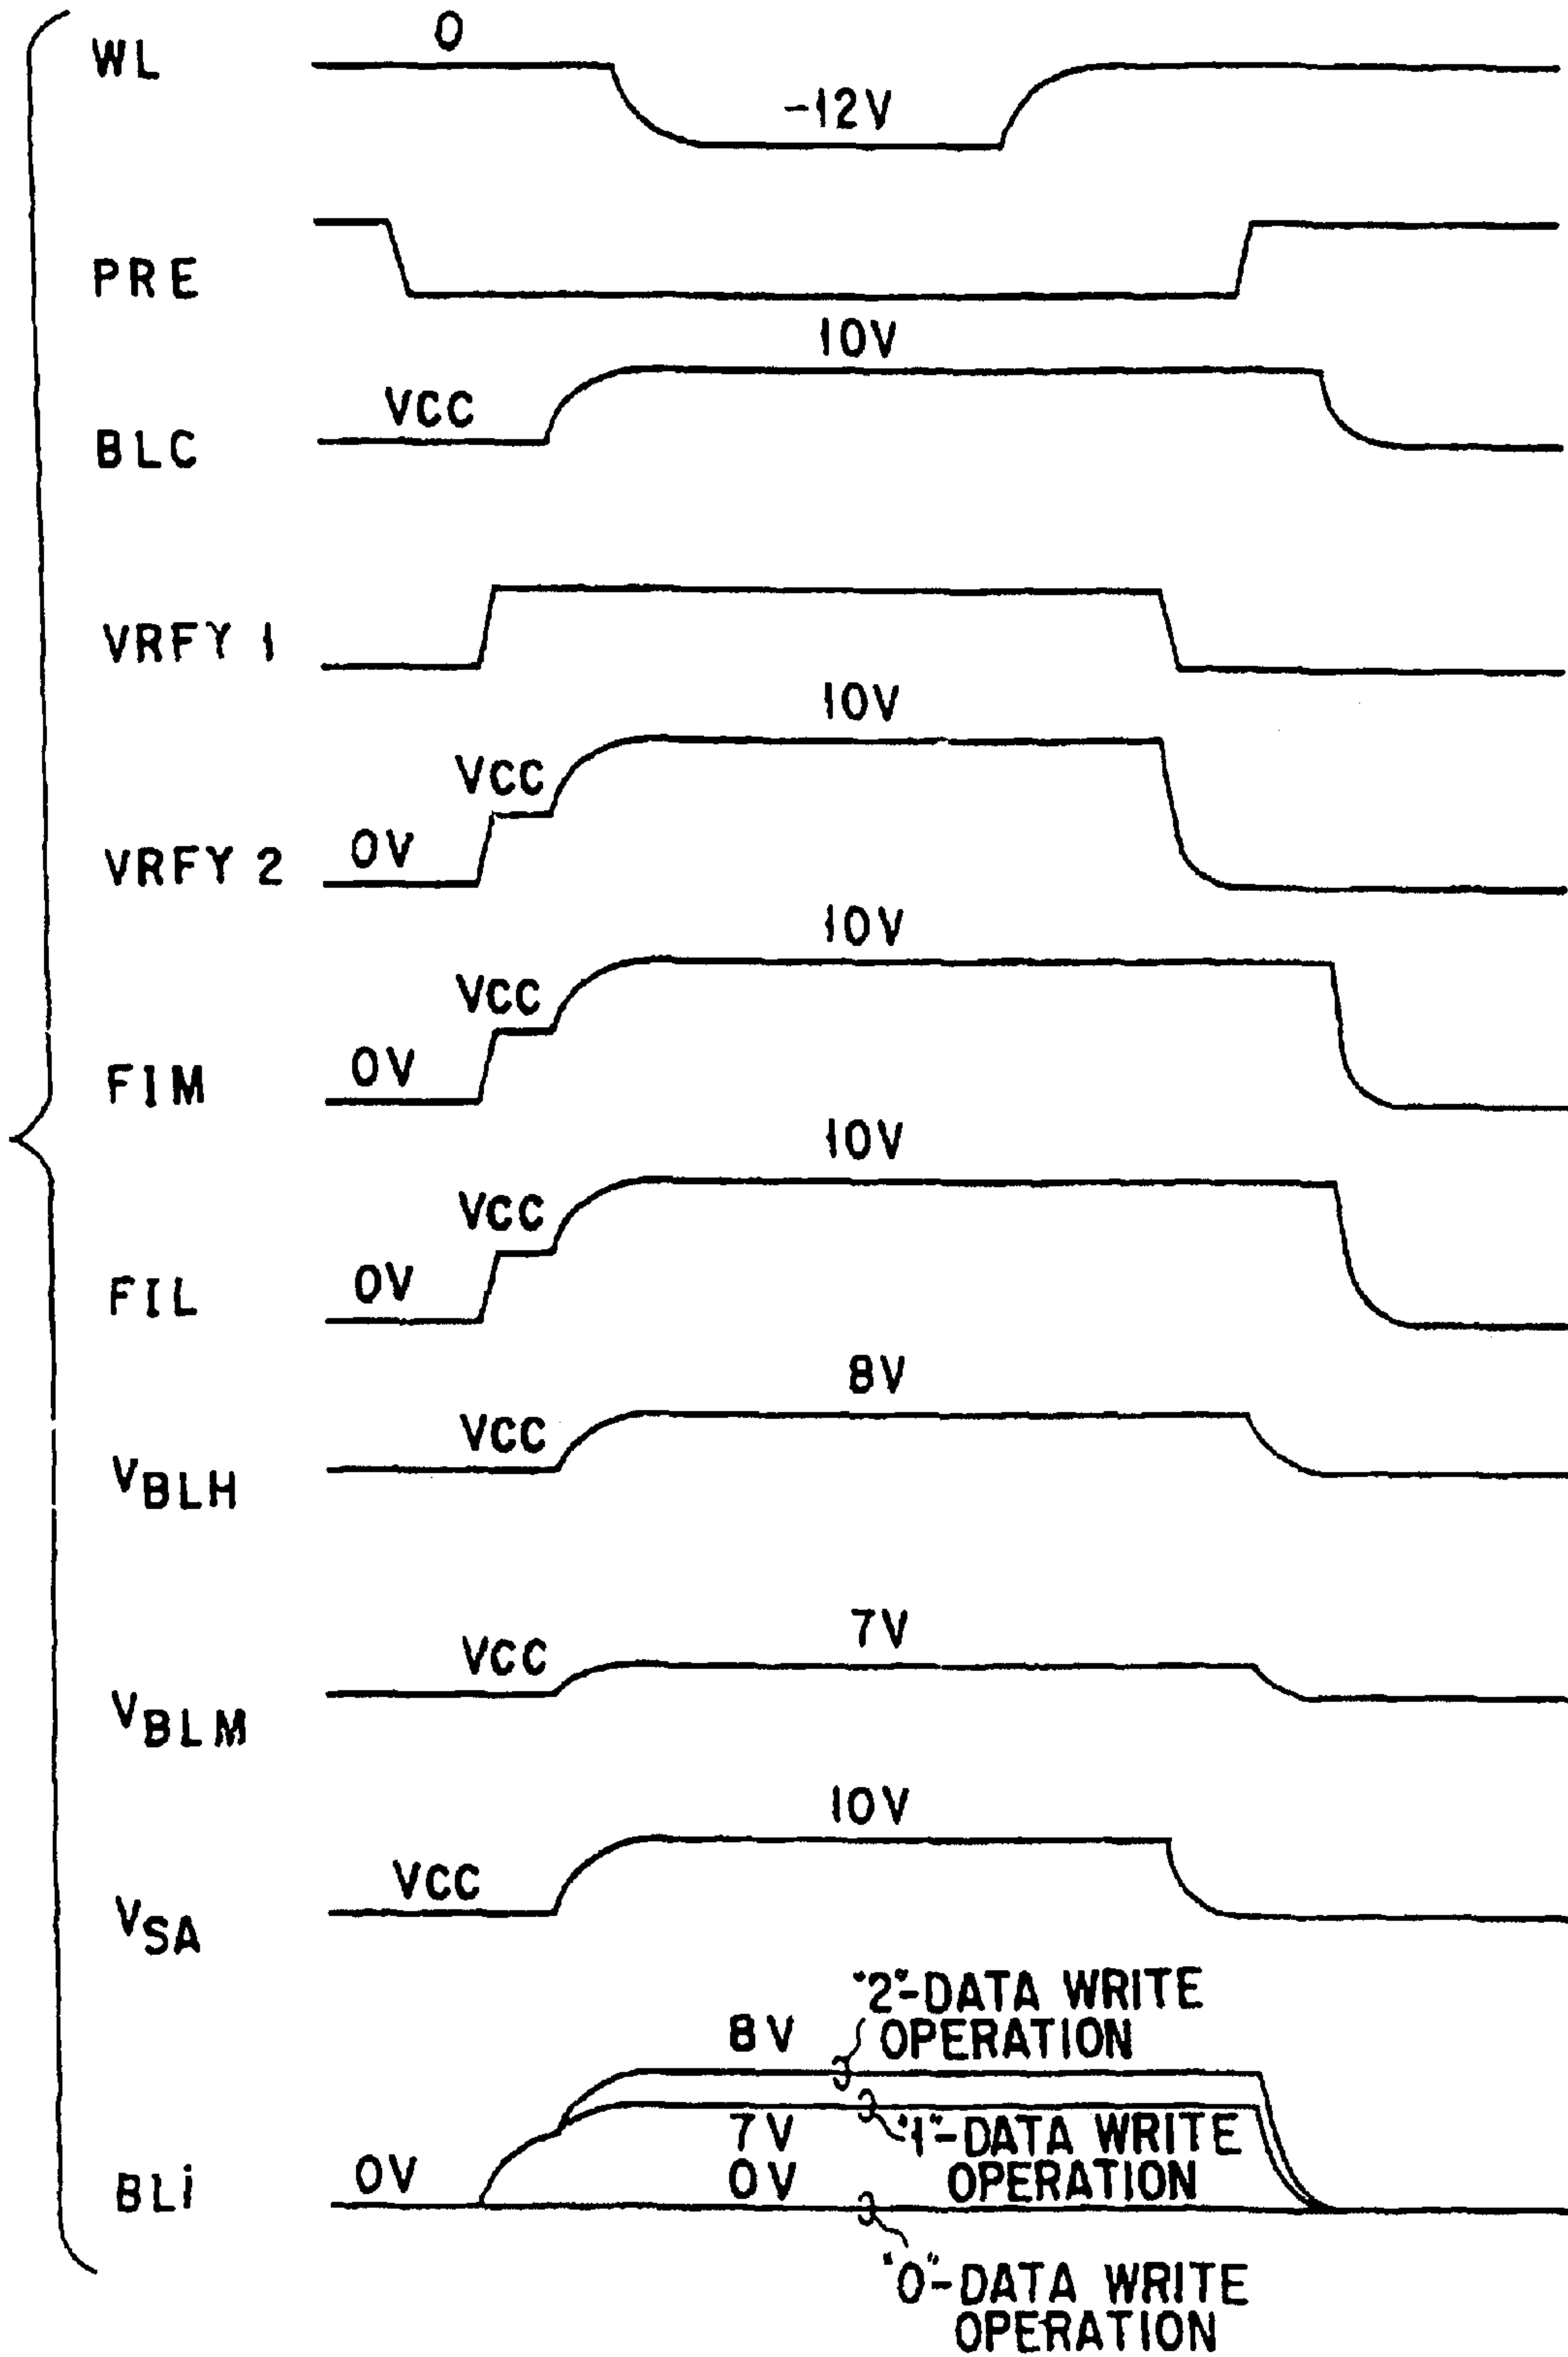 0
WL
-12V
PRE
10V
VCC
BLC
VRFY 1
10V
VCC
0V
VRFY 2
10V
VCC
0V
FIM
10V
VCC
0V
FIL
8V
VCC
VBLH
7V
VCC
VBLM
10V
VCC
VSA
"2"-DATA WRITE
OPERATION
8V
7V
"1"-DATA WRITE
OPERATION
0V
0V
BLi
"0"-DATA WRITE
OPERATION